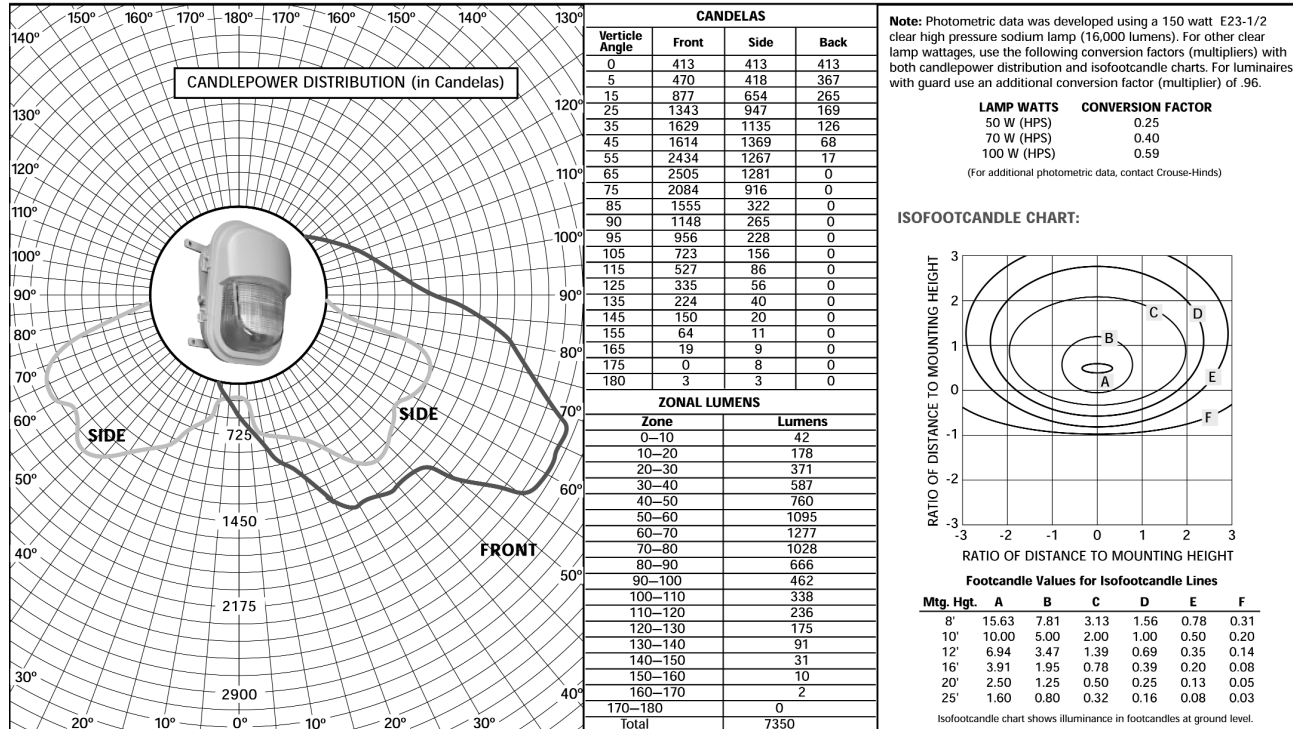 150° 160° 170° 180° 170° 160° 150° 140° 130°
140°
130°
120°
110°
100°
90°
80°
70°
60°
50°
40°
30°
20° 10° 0° 10° 20° 30°
120°
110°
100°
90°
80°
70°
60°
50°
40°
CANDLEPOWER DISTRIBUTION (in Candelas)
SIDE
SIDE
FRONT
725
1450
2175
2900
CANDELAS
Verticle Angle Front Side Back
0 413 413 413
5 470 418 367
15 877 654 265
25 1343 947 169
35 1629 1135 126
45 1614 1369 68
55 2434 1267 17
65 2505 1281 0
75 2084 916 0
85 1555 322 0
90 1148 265 0
95 956 228 0
105 723 156 0
115 527 86 0
125 335 56 0
135 224 40 0
145 150 20 0
155 64 11 0
165 19 9 0
175 0 8 0
180 3 3 0
ZONAL LUMENS
Zone Lumens
0—10 42
10—20 178
20—30 371
30—40 587
40—50 760
50—60 1095
60—70 1277
70—80 1028
80—90 666
90—100 462
100—110 338
110—120 236
120—130 175
130—140 91
140—150 31
150—160 10
160—170 2
170—180 0
Total 7350
Note: Photometric data was developed using a 150 watt E23-1/2
clear high pressure sodium lamp (16,000 lumens). For other clear
lamp wattages, use the following conversion factors (multipliers) with
both candlepower distribution and isofootcandle charts. For luminaires
with guard use an additional conversion factor (multiplier) of .96.
LAMP WATTS CONVERSION FACTOR
50 W (HPS) 0.25
70 W (HPS) 0.40
100 W (HPS) 0.59
(For additional photometric data, contact Crouse-Hinds)
ISOFOOTCANDLE CHART:
RATIO OF DISTANCE TO MOUNTING HEIGHT
3
2
1
0
-1
-2
-3
A
B
C
D
E
F
-3 -2 -1 0 1 2 3
RATIO OF DISTANCE TO MOUNTING HEIGHT
Footcandle Values for Isofootcandle Lines
Mtg. Hgt. A B C D E F
8' 15.63 7.81 3.13 1.56 0.78 0.31
10' 10.00 5.00 2.00 1.00 0.50 0.20
12' 6.94 3.47 1.39 0.69 0.35 0.14
16' 3.91 1.95 0.78 0.39 0.20 0.08
20' 2.50 1.25 0.50 0.25 0.13 0.05
25' 1.60 0.80 0.32 0.16 0.08 0.03
Isofootcandle chart shows illuminance in footcandles at ground level.